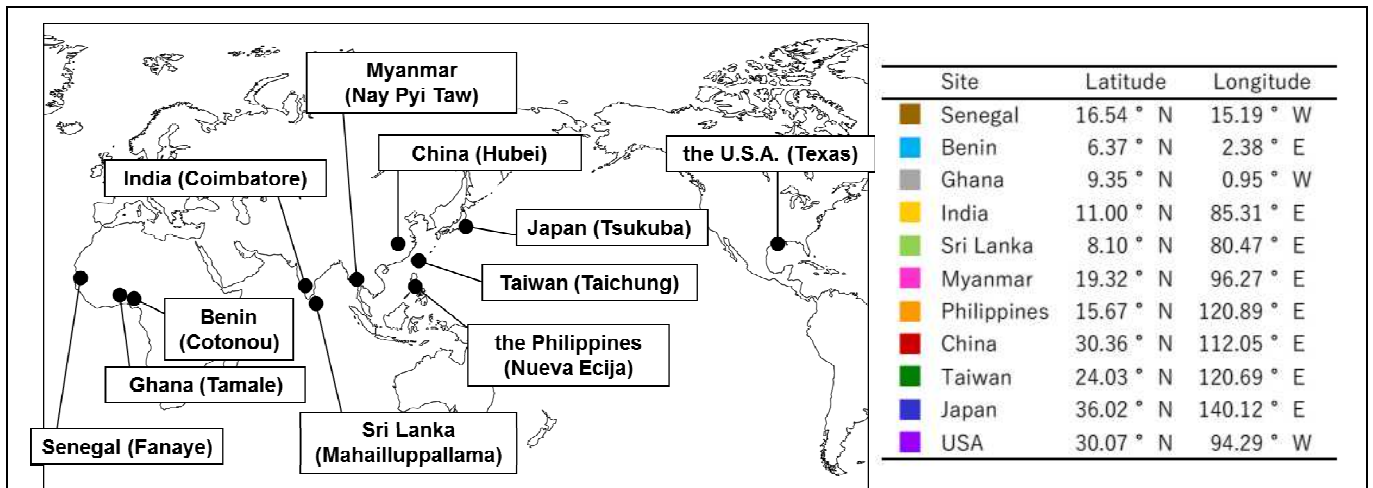 Myanmar
(Nay Pyi Taw)
China (Hubei)
the U.S.A. (Texas)
India (Coimbatore)
Japan (Tsukuba)
Taiwan (Taichung)
Benin
(Cotonou)
the Philippines
(Nueva Ecija)
Ghana (Tamale)
Sri Lanka
(Mahailluppallama)
Senegal (Fanaye)
Site Latitude Longitude
Senegal 16.54 ° N 15.19 ° W
Benin 6.37 ° N 2.38 ° E
Ghana 9.35 ° N 0.95 ° W
India 11.00 ° N 85.31 ° E
Sri Lanka 8.10 ° N 80.47 ° E
Myanmar 19.32 ° N 96.27 ° E
Philippines 15.67 ° N 120.89 ° E
China 30.36 ° N 112.05 ° E
Taiwan 24.03 ° N 120.69 ° E
Japan 36.02 ° N 140.12 ° E
USA 30.07 ° N 94.29 ° W